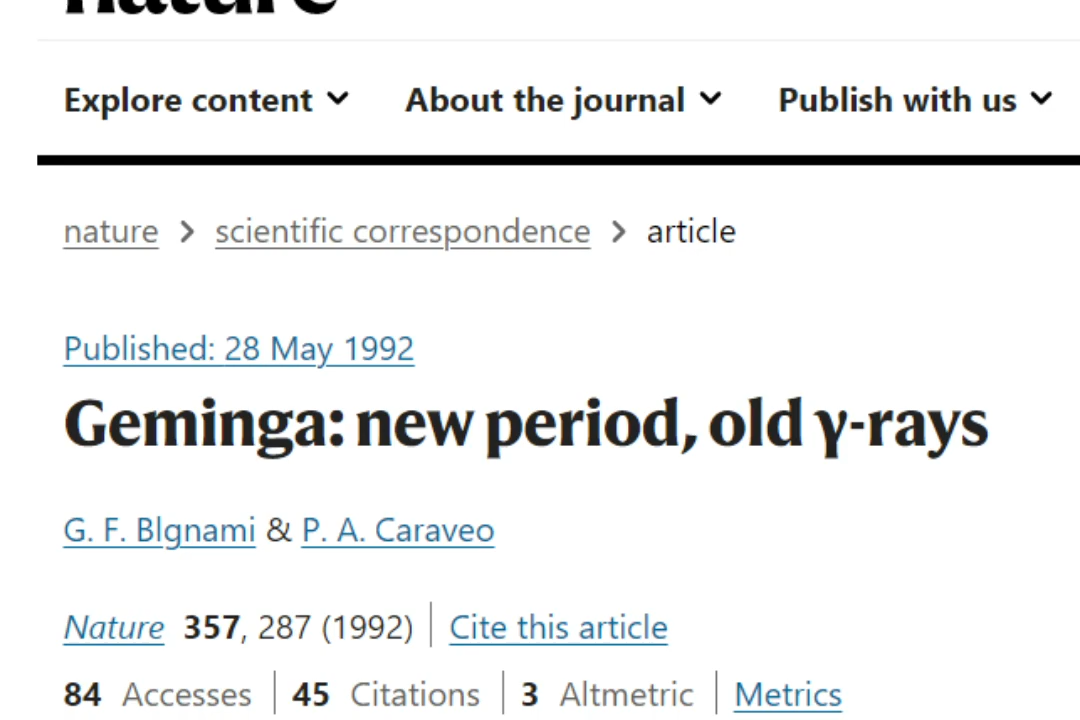 nature
Explore content About the journal Publish with us
nature > scientific correspondence > article
Published: 28 May 1992
Geminga: new period, old γ-rays
G. F. Blgnami & P. A. Caraveo
Nature 357, 287 (1992) | Cite this article
84 Accesses | 45 Citations | 3 Altmetric | Metrics